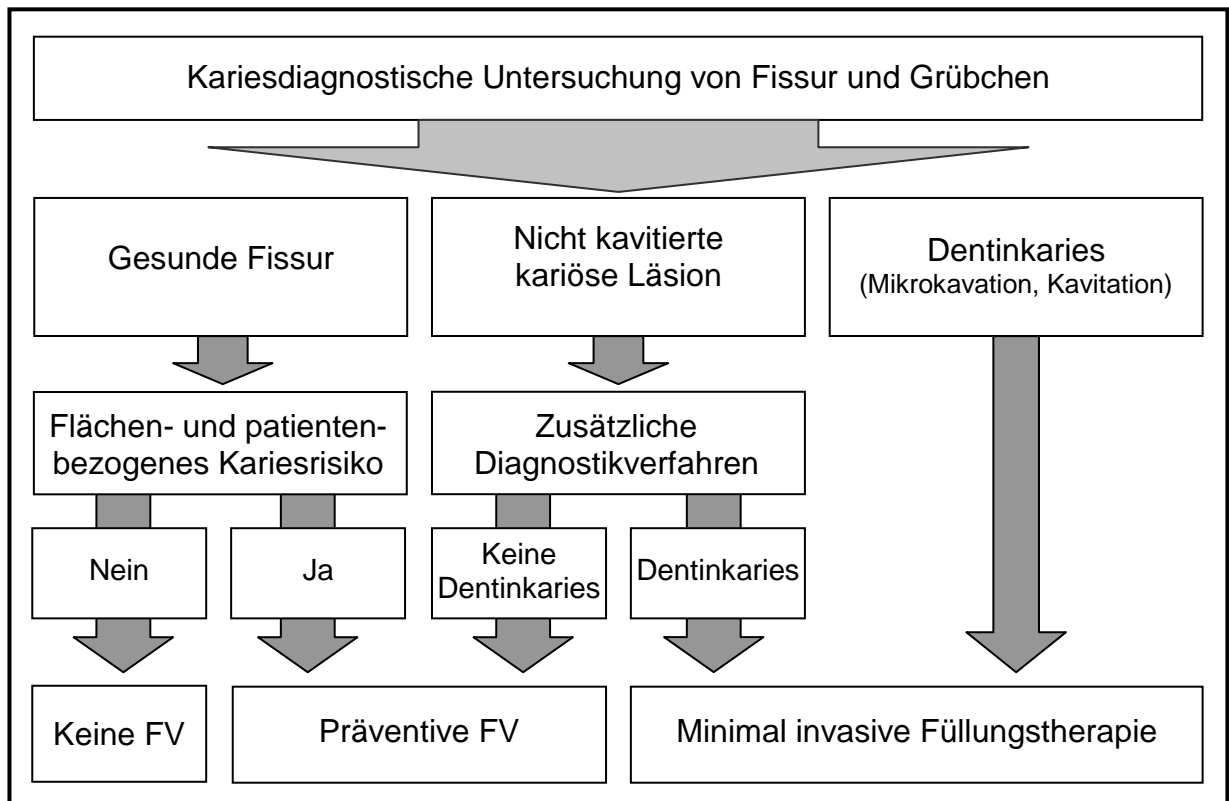 Kariesdiagnostische Untersuchung von Fissur und Grübchen
Gesunde Fissur
Nicht kavitierte
kariöse Läsion
Dentinkaries
(Mikrokavation, Kavitation)
Flächen- und patienten-
bezogenes Kariesrisiko
Zusätzliche
Diagnostikverfahren
Nein
Ja
Keine
Dentinkaries
Dentinkaries
Keine FV
Präventive FV
Minimal invasive Füllungstherapie